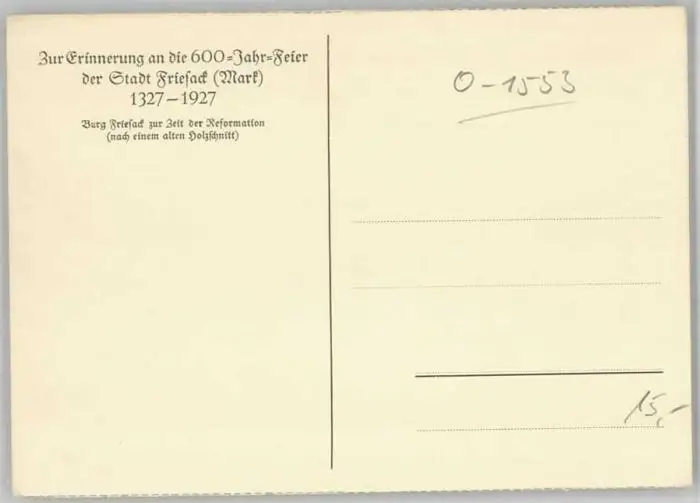 Zur Erinnerung an die 600=Jahr=Feier
der Stadt Friesack (Mark)
1327–1927
Burg Friesack zur Zeit der Reformation
(nach einem alten Holzschnitt)
O-1553
15,-